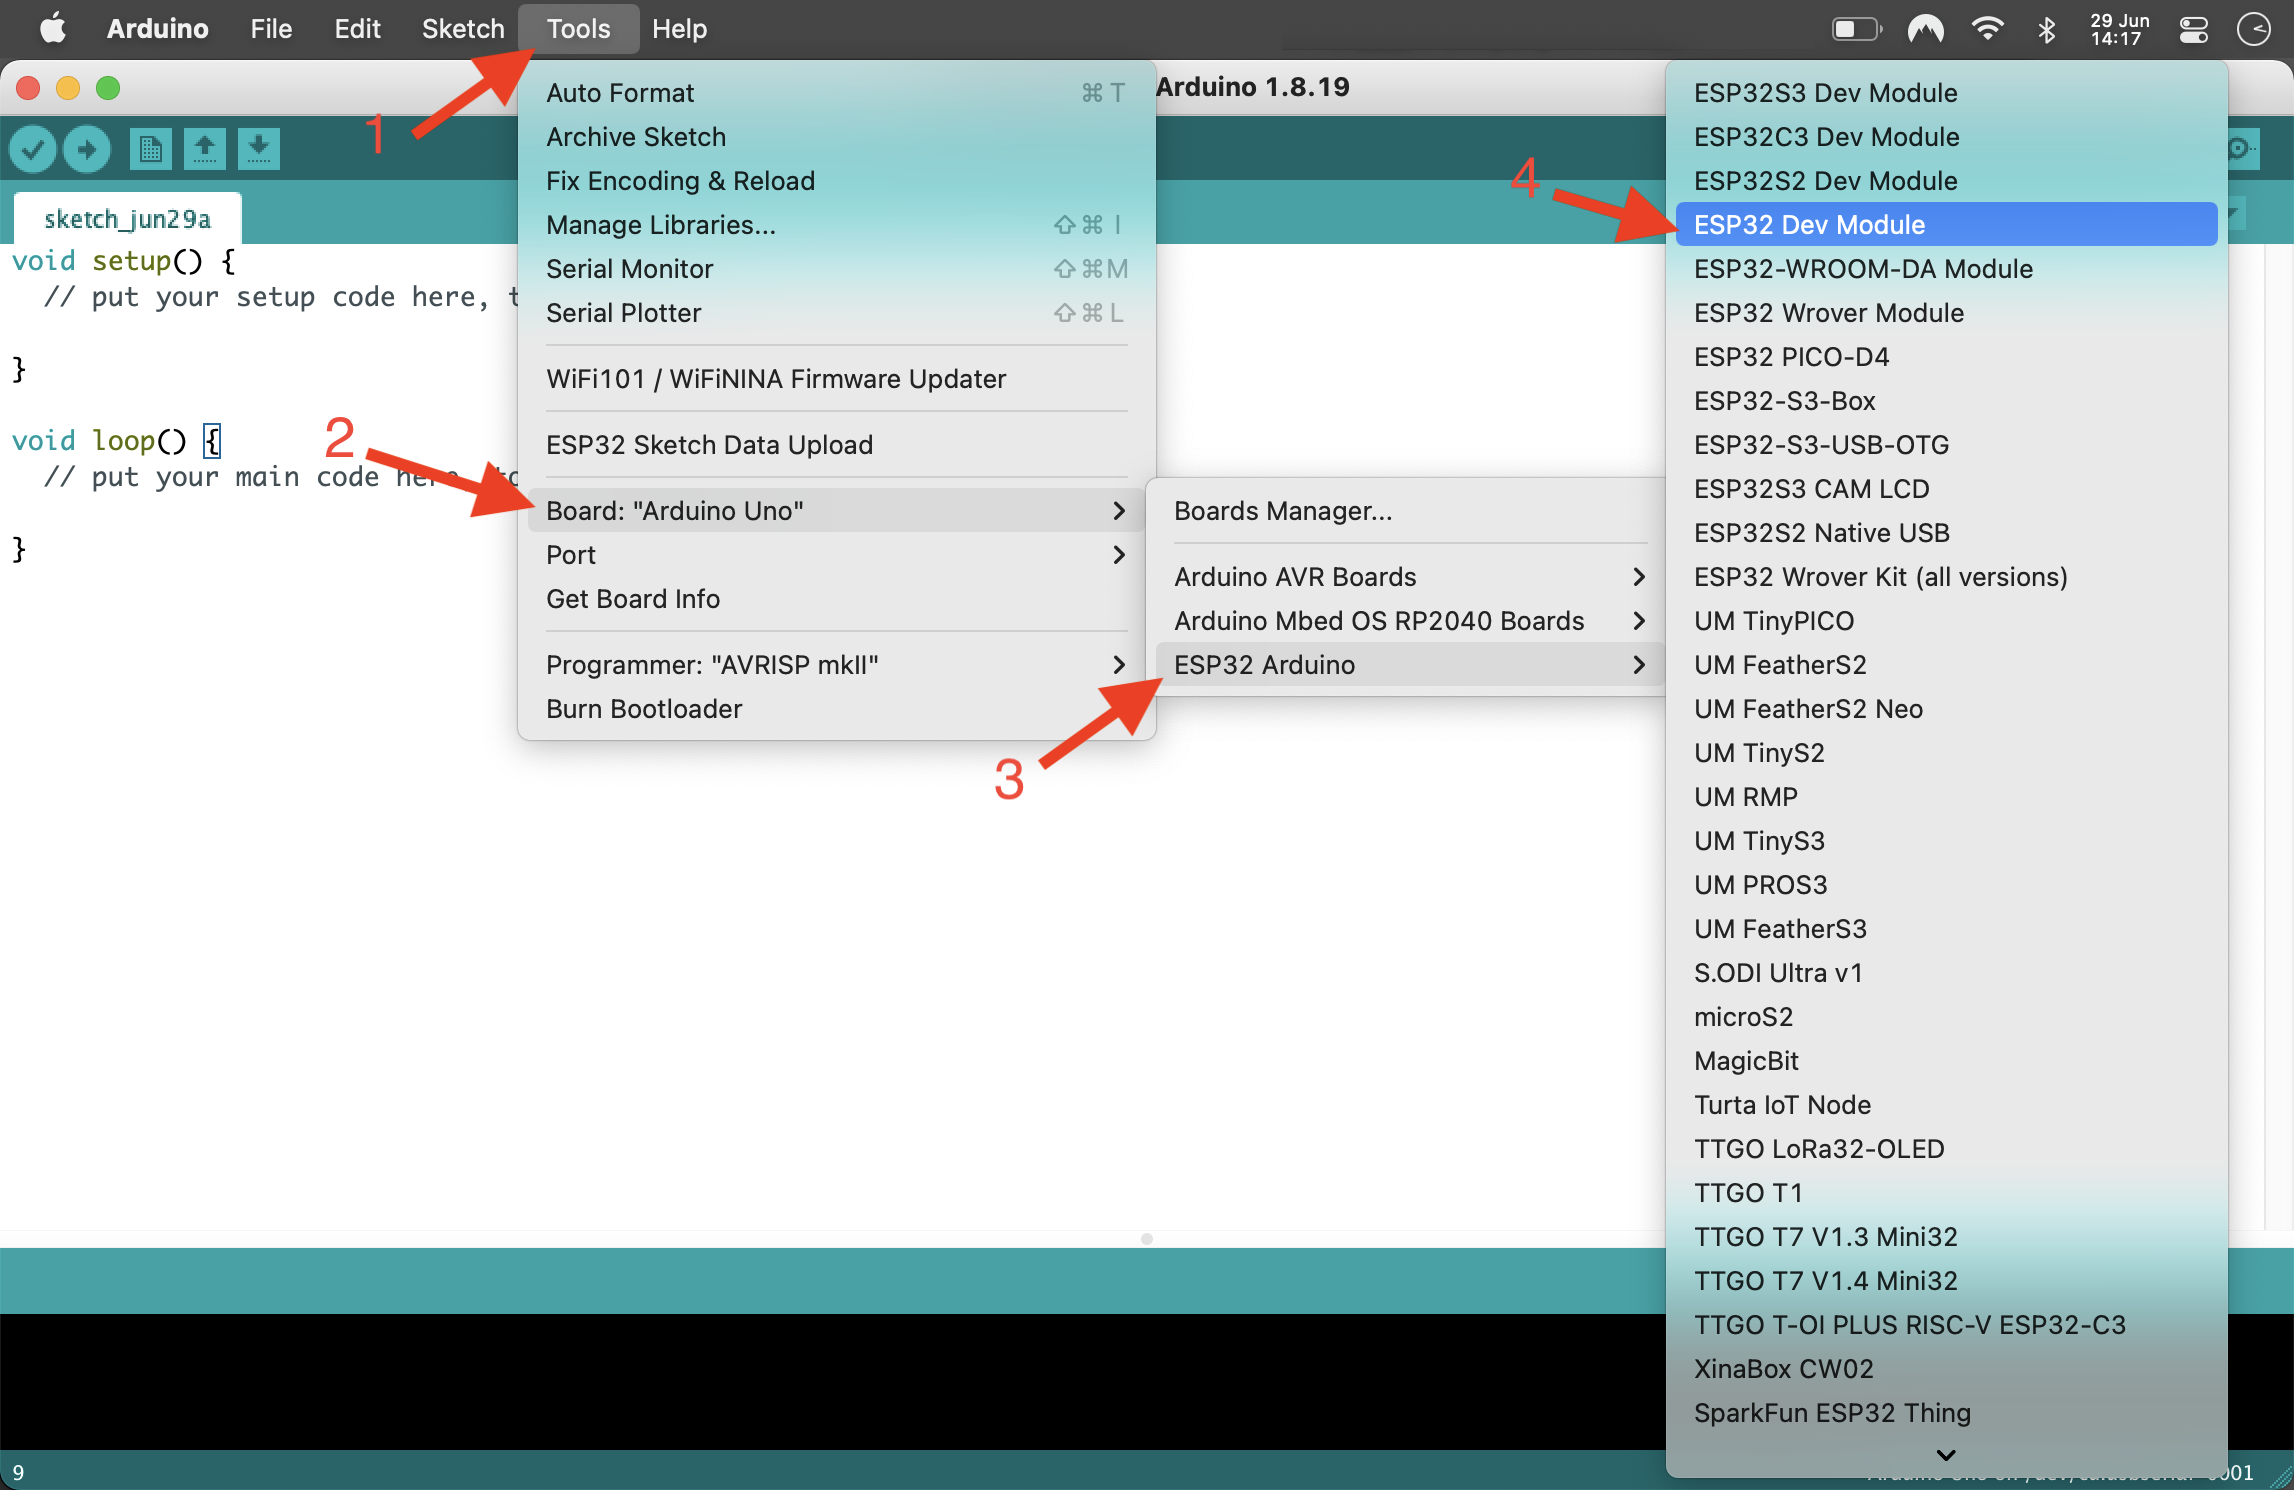 Arduino File Edit Sketch Tools Help
29 Jun
14:17
Arduino 1.8.19
sketch_jun29a
void setup() {
// put your setup code here, t
}
void loop() {
// put your main code here, to
}
1
2
3
4
Auto Format ⌘ T
Archive Sketch
Fix Encoding & Reload
Manage Libraries... ⇧ ⌘ I
Serial Monitor ⇧ ⌘ M
Serial Plotter ⇧ ⌘ L
WiFi101 / WiFiNINA Firmware Updater
ESP32 Sketch Data Upload
Board: "Arduino Uno"
Port
Get Board Info
Programmer: "AVRISP mkII"
Burn Bootloader
Boards Manager...
Arduino AVR Boards
Arduino Mbed OS RP2040 Boards
ESP32 Arduino
ESP32S3 Dev Module
ESP32C3 Dev Module
ESP32S2 Dev Module
ESP32 Dev Module
ESP32-WROOM-DA Module
ESP32 Wrover Module
ESP32 PICO-D4
ESP32-S3-Box
ESP32-S3-USB-OTG
ESP32S3 CAM LCD
ESP32S2 Native USB
ESP32 Wrover Kit (all versions)
UM TinyPICO
UM FeatherS2
UM FeatherS2 Neo
UM TinyS2
UM RMP
UM TinyS3
UM PROS3
UM FeatherS3
S.ODI Ultra v1
microS2
MagicBit
Turta IoT Node
TTGO LoRa32-OLED
TTGO T1
TTGO T7 V1.3 Mini32
TTGO T7 V1.4 Mini32
TTGO T-OI PLUS RISC-V ESP32-C3
XinaBox CW02
SparkFun ESP32 Thing
9